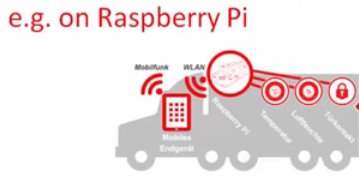 e.g. on Raspberry Pi
Mobilfunk WLAN
Raspberry Pi
Temperatur
Luftfeuchte
Türkontakt
Mobiles
Endgerät